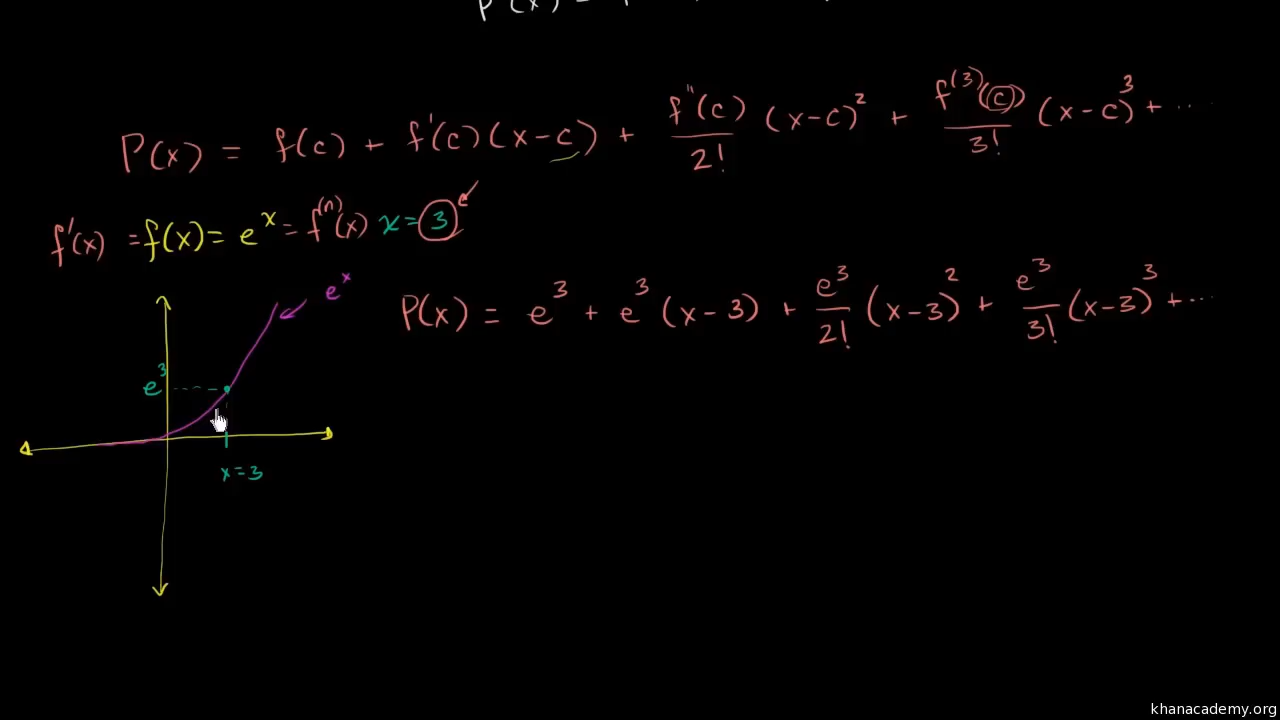 P(x) = f(c) + f'(c)(x-c) + f''(c)/2! (x-c)² + f⁽³⁾(c)/3! (x-c)³ + ...
f'(x) = f(x) = eˣ = f⁽ⁿ⁾(x) x=3
eˣ
P(x) = e³ + e³(x-3) + e³/2! (x-3)² + e³/3! (x-3)³ + ...
e³
x=3
khanacademy.org